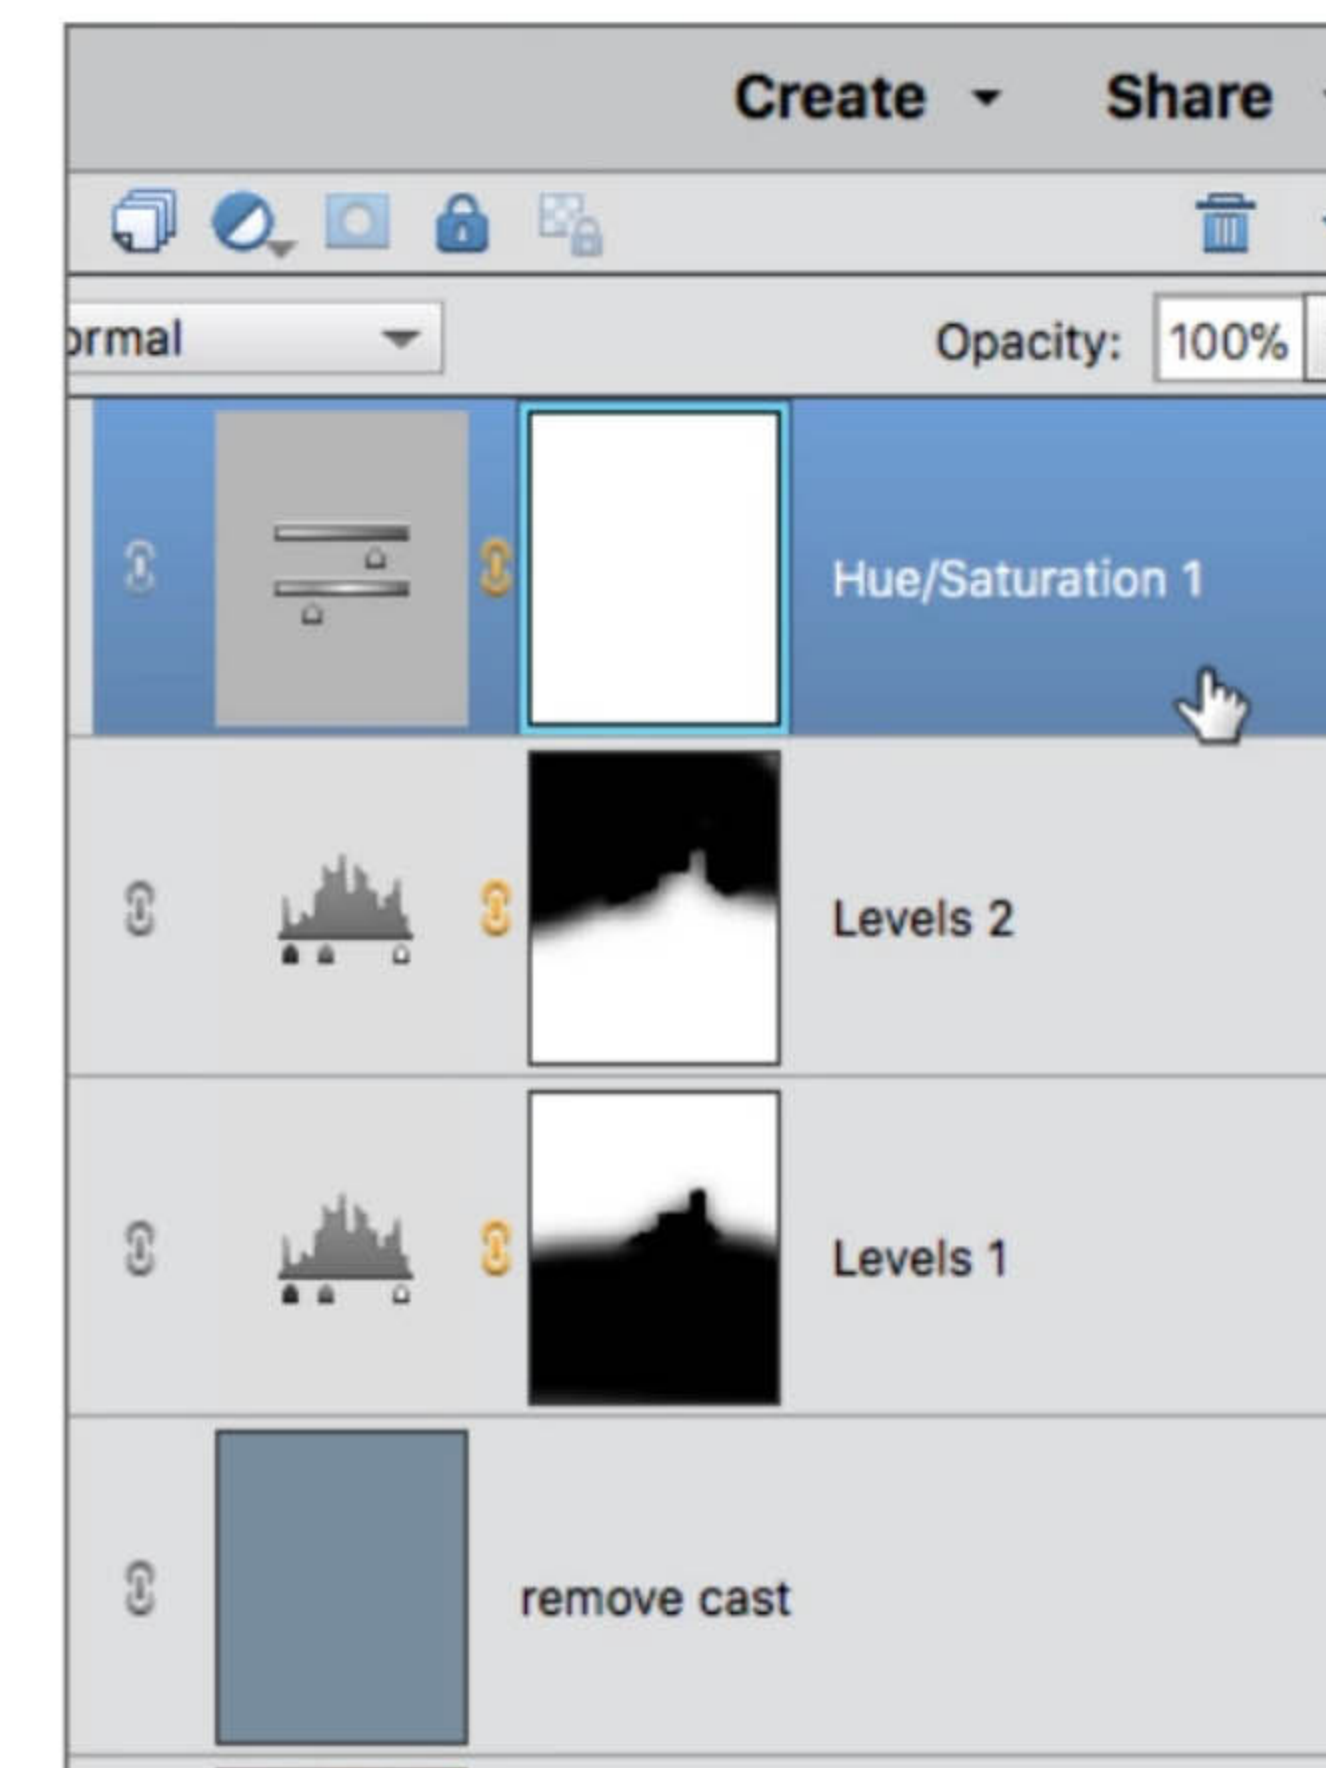 Create Share
ormal Opacity: 100%
Hue/Saturation 1
Levels 2
Levels 1
remove cast